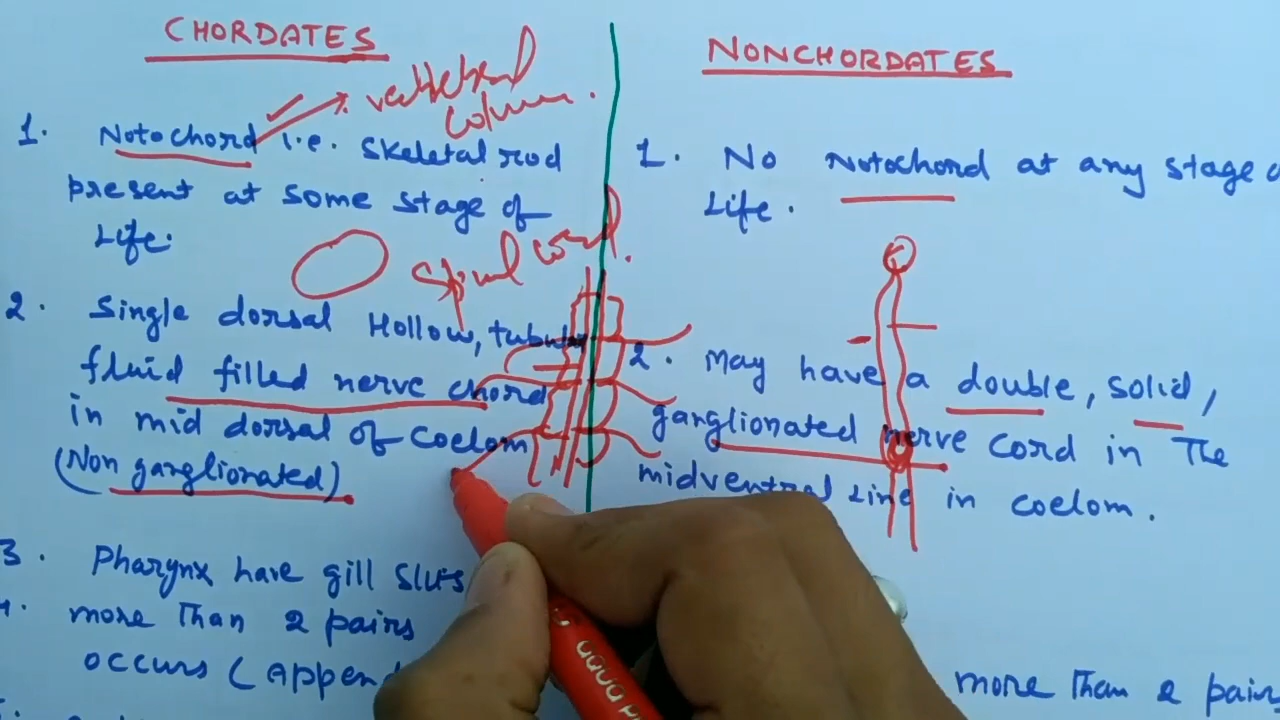 CHORDATES
vertebral
column.
1. Notochord i.e. skeletal rod
present at some stage of
Life.
spinal cord.
2. Single dorsal Hollow, tubular
fluid filled nerve chord
in mid dorsal of coelom
(Non ganglionated)
3. Pharynx have gill slits
more than 2 pairs
occurs (Appen
NONCHORDATES
1. No Notochord at any stage o
Life.
2. May have a double, solid,
ganglionated nerve cord in The
midventral line in coelom.
more than 2 pairs